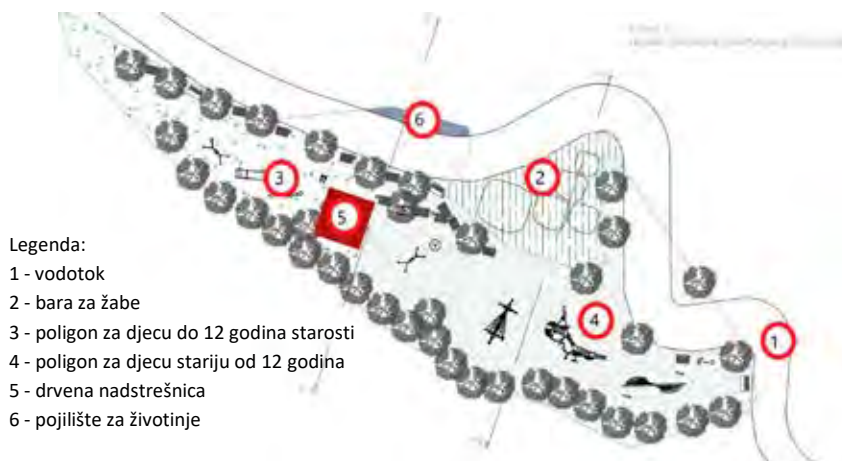 6
2
3
5
4
1
Legenda:
1 - vodotok
2 - bara za žabe
3 - poligon za djecu do 12 godina starosti
4 - poligon za djecu stariju od 12 godina
5 - drvena nadstrešnica
6 - pojilište za životinje